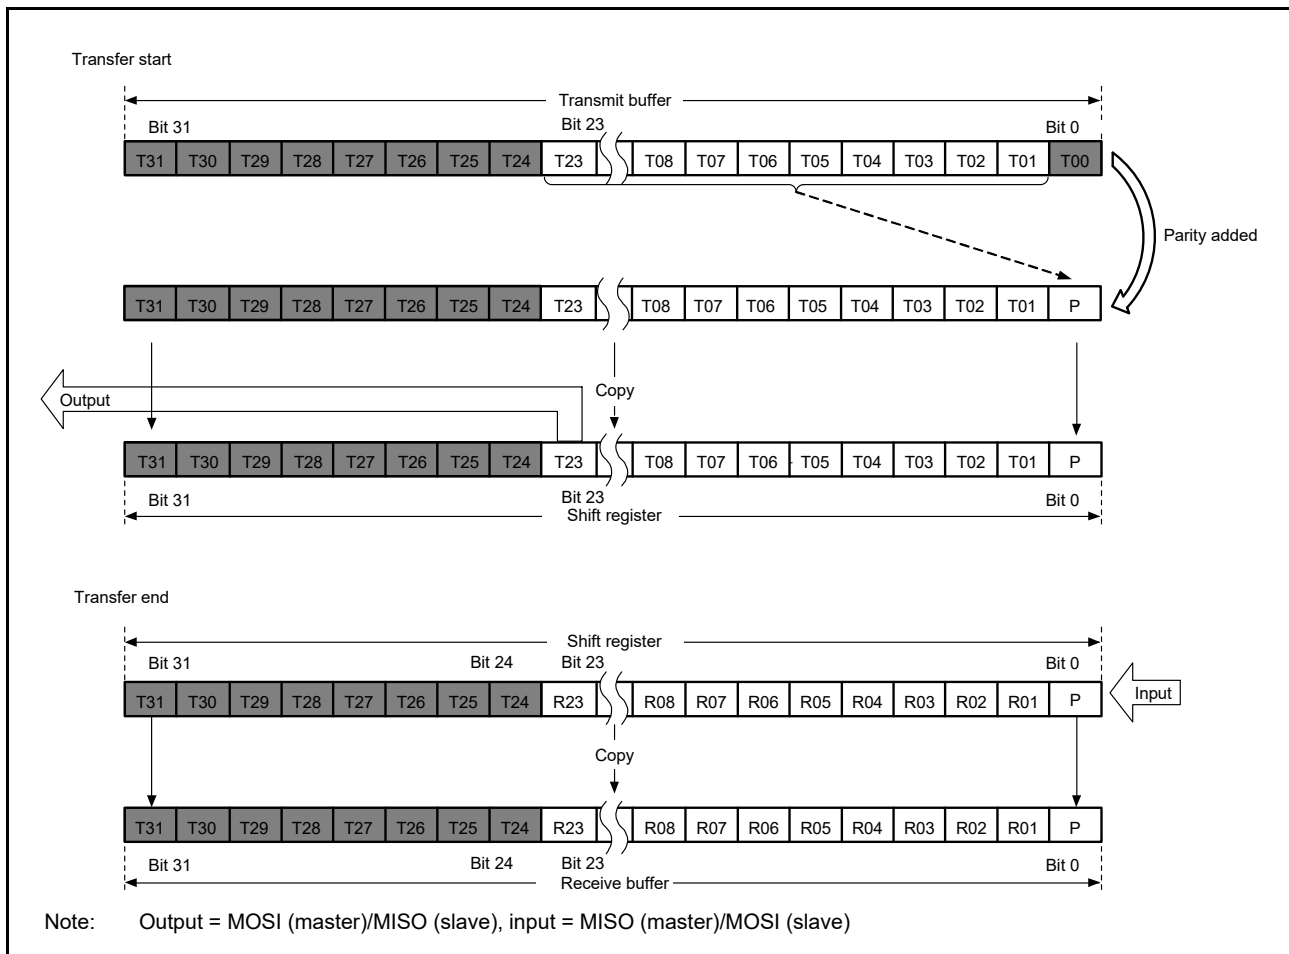 Transfer start
Transmit buffer
Bit 31 Bit 23 Bit 0
T31 T30 T29 T28 T27 T26 T25 T24 T23 T08 T07 T06 T05 T04 T03 T02 T01 T00
Parity added
T31 T30 T29 T28 T27 T26 T25 T24 T23 T08 T07 T06 T05 T04 T03 T02 T01 P
Copy
Output
T31 T30 T29 T28 T27 T26 T25 T24 T23 T08 T07 T06 T05 T04 T03 T02 T01 P
Bit 31 Bit 23 Bit 0
Shift register
Transfer end
Shift register
Bit 31 Bit 24 Bit 23 Bit 0
T31 T30 T29 T28 T27 T26 T25 T24 R23 R08 R07 R06 R05 R04 R03 R02 R01 P Input
Copy
T31 T30 T29 T28 T27 T26 T25 T24 R23 R08 R07 R06 R05 R04 R03 R02 R01 P
Bit 31 Bit 24 Bit 23 Bit 0
Receive buffer
Note: Output = MOSI (master)/MISO (slave), input = MISO (master)/MOSI (slave)